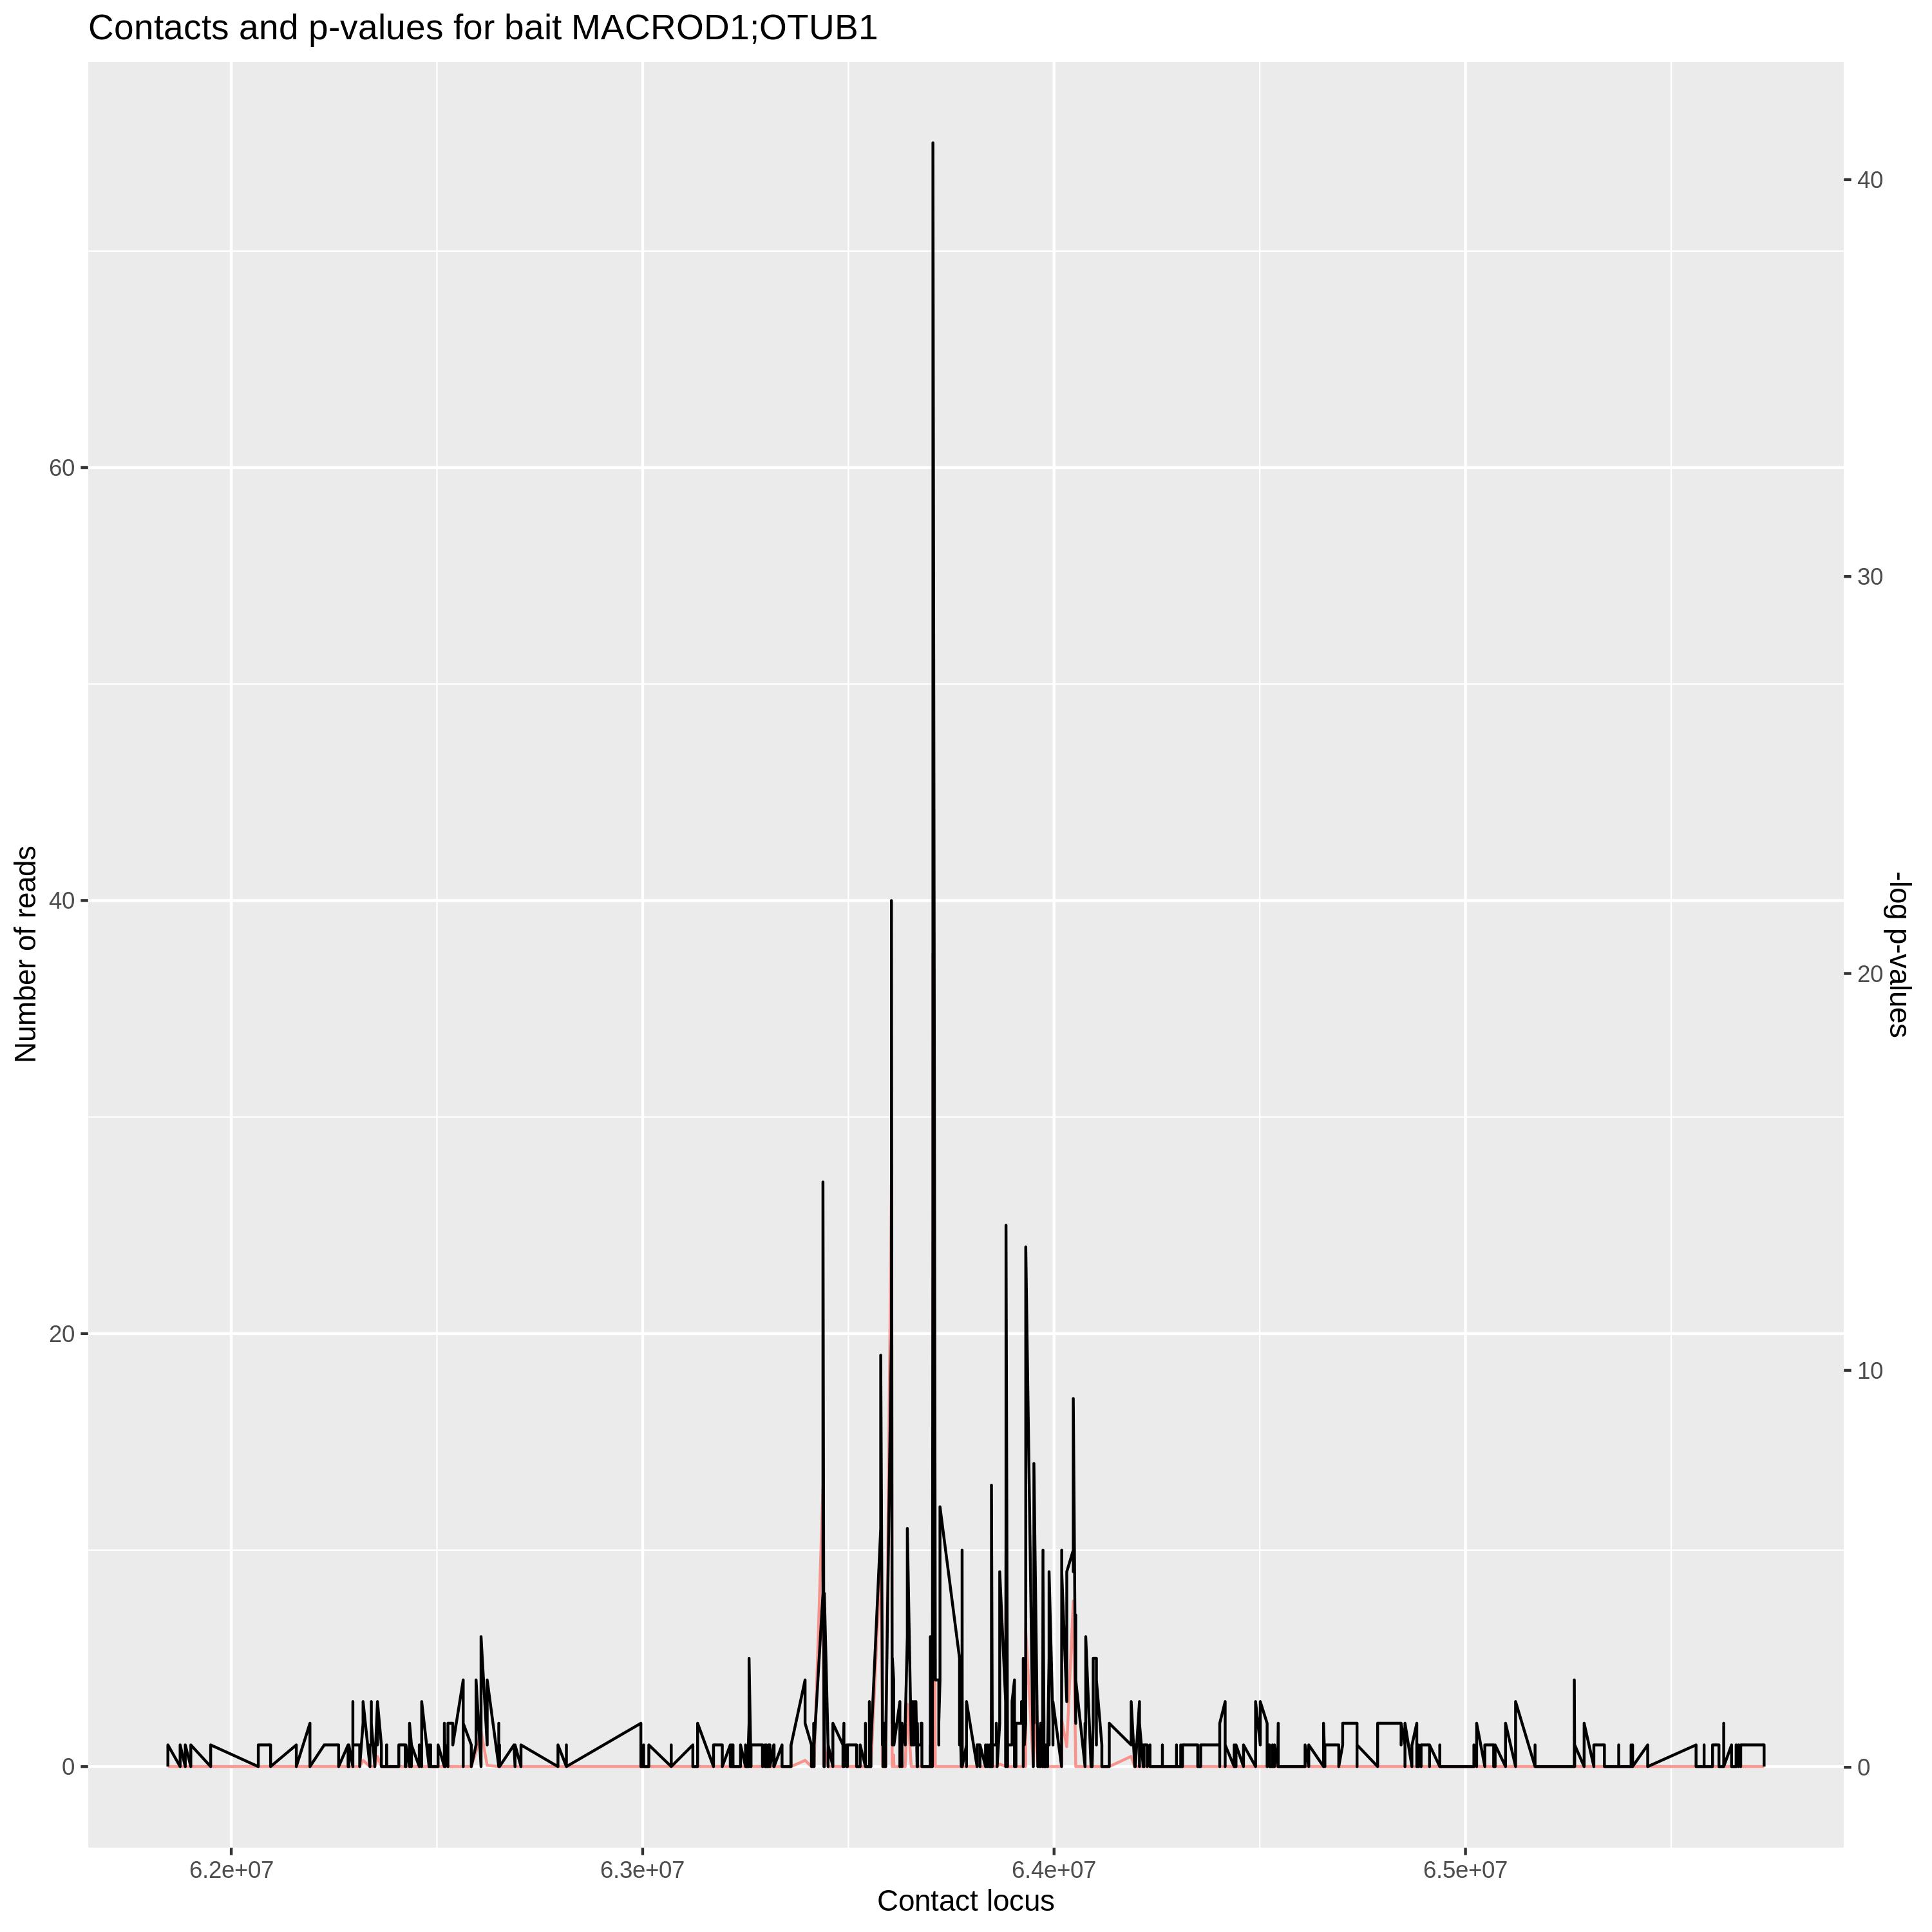 Contacts and p-values for bait MACROD1;OTUB1
Number of reads
60
40
20
0
40
30
20
10
0
-log p-values
6.2e+07
6.3e+07
6.4e+07
6.5e+07
Contact locus